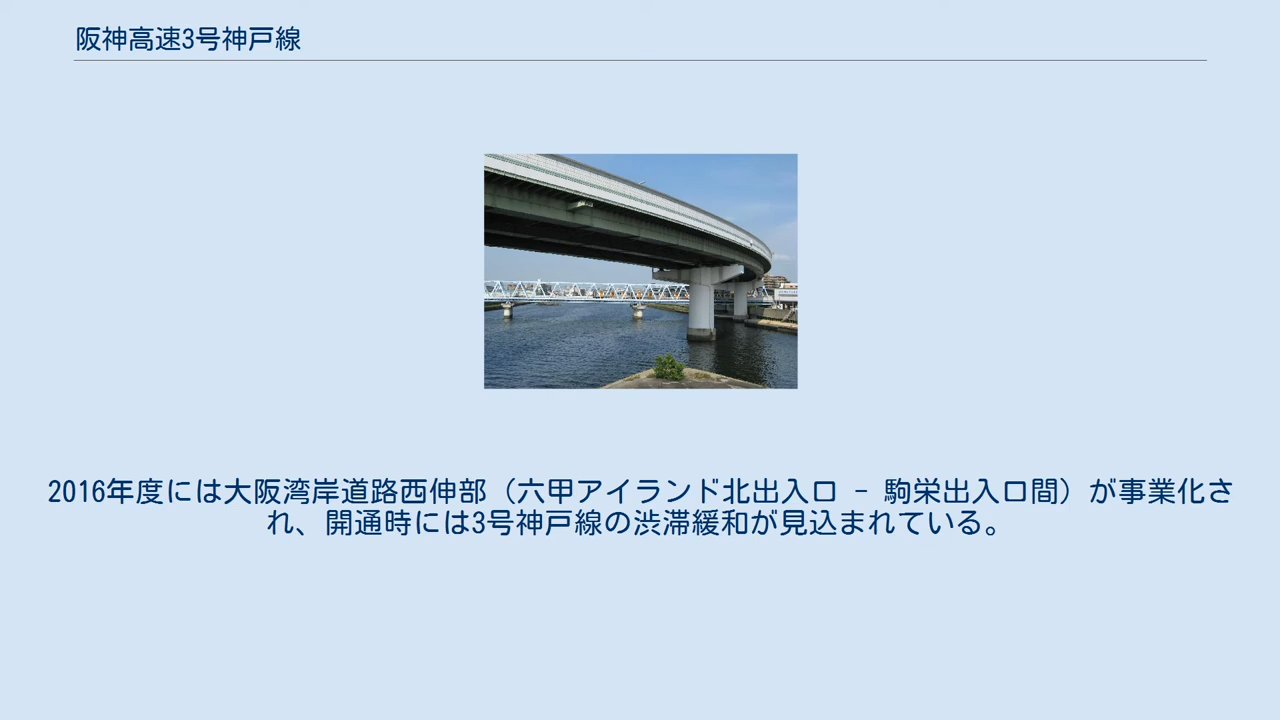 阪神高速3号神戸線
2016年度には大阪湾岸道路西伸部（六甲アイランド北出入口 - 駒栄出入口間）が事業化さ
れ、開通時には3号神戸線の渋滞緩和が見込まれている。